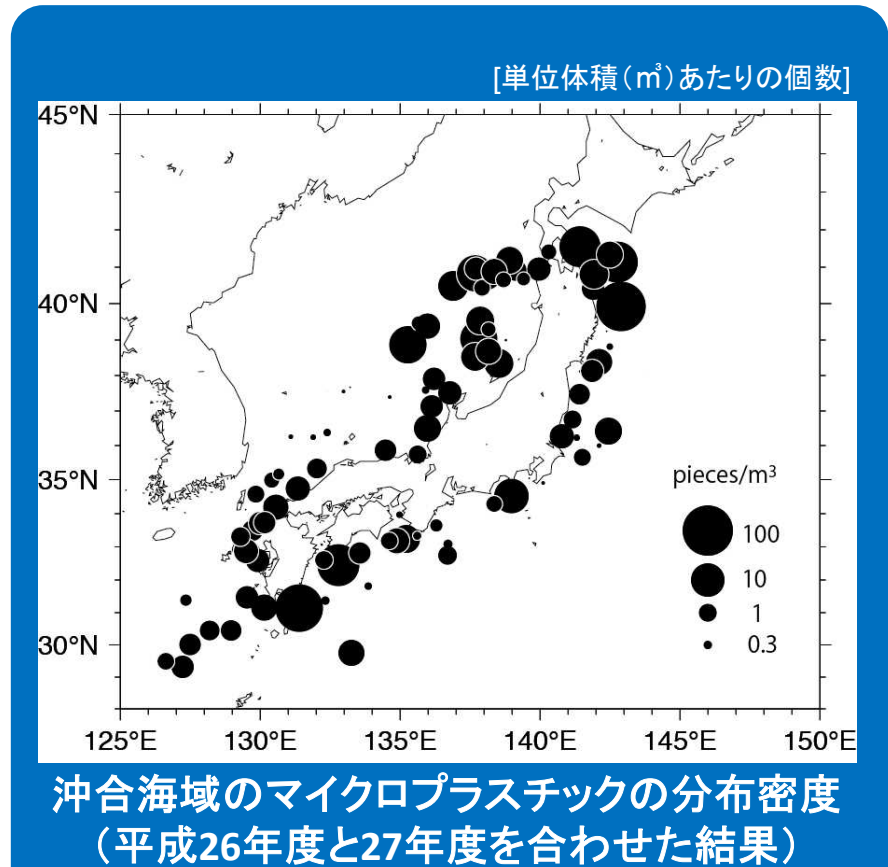 [単位体積(㎥)あたりの個数]
45°N
40°N
35°N
30°N
pieces/m³
100
10
1
0.3
125°E 130°E 135°E 140°E 145°E 150°E
沖合海域のマイクロプラスチックの分布密度
(平成26年度と27年度を合わせた結果)